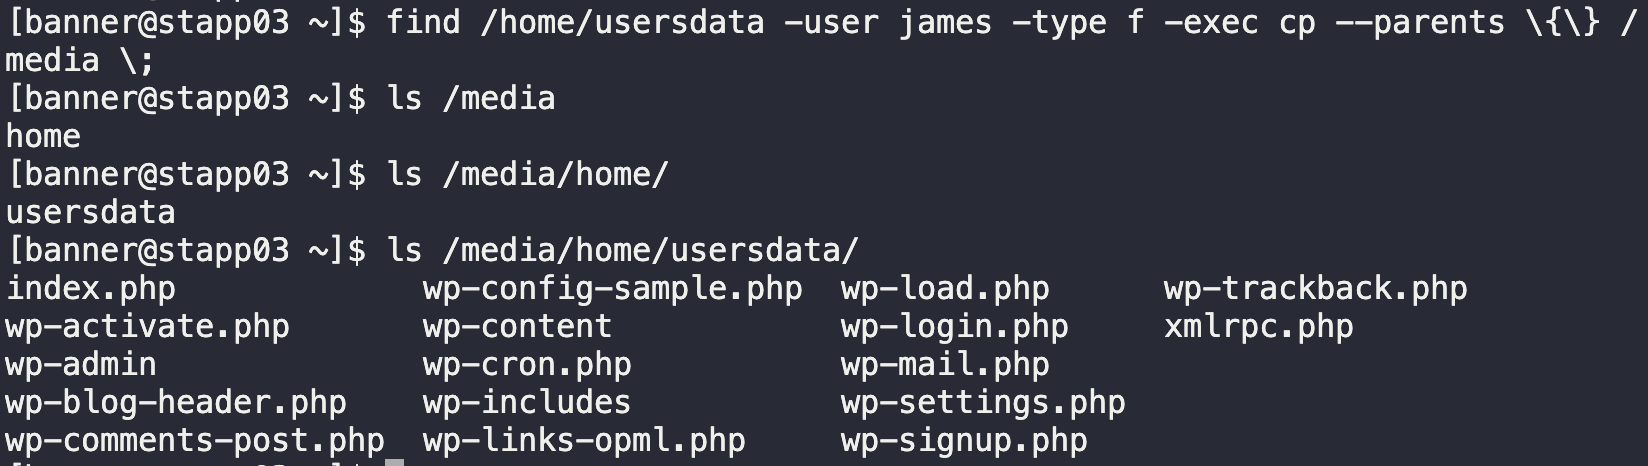 [banner@stapp03 ~]$ find /home/usersdata -user james -type f -exec cp --parents \{\} /
media \;
[banner@stapp03 ~]$ ls /media
home
[banner@stapp03 ~]$ ls /media/home/
usersdata
[banner@stapp03 ~]$ ls /media/home/usersdata/
index.php wp-config-sample.php wp-load.php wp-trackback.php
wp-activate.php wp-content wp-login.php xmlrpc.php
wp-admin wp-cron.php wp-mail.php
wp-blog-header.php wp-includes wp-settings.php
wp-comments-post.php wp-links-opml.php wp-signup.php